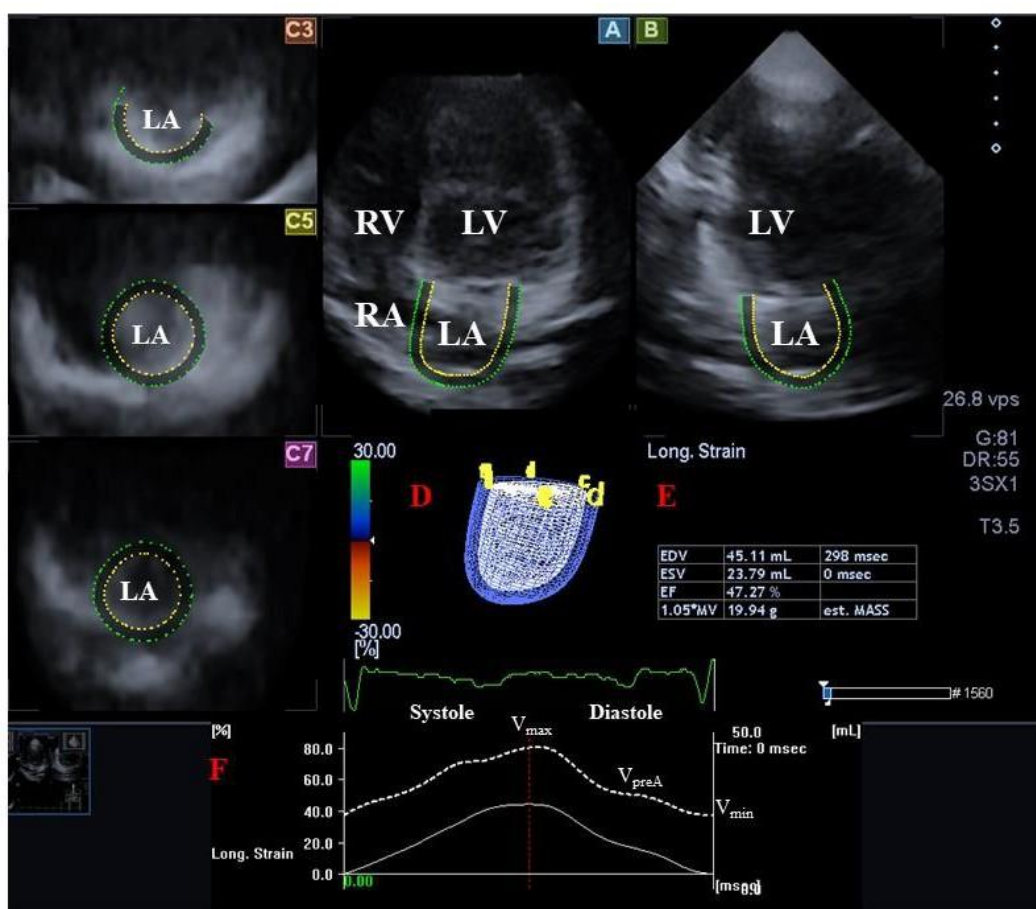 C3
LA
C5
LA
C7
LA
A
RV
LV
RA
LA
B
LV
LA
26.8 vps
G:81
DR:55
3SX1
T3.5
30.00
-30.00
[%]
D
d
Long. Strain
E
EDV 45.11 mL 298 msec
ESV 23.79 mL 0 msec
EF 47.27 %
1.05*MV 19.94 g est. MASS
# 1560
Systole
Diastole
F
[%]
80.0
60.0
40.0
20.0
0.0
Long. Strain
0.00
Vmax
VpreA
Vmin
50.0
[mL]
Time: 0 msec